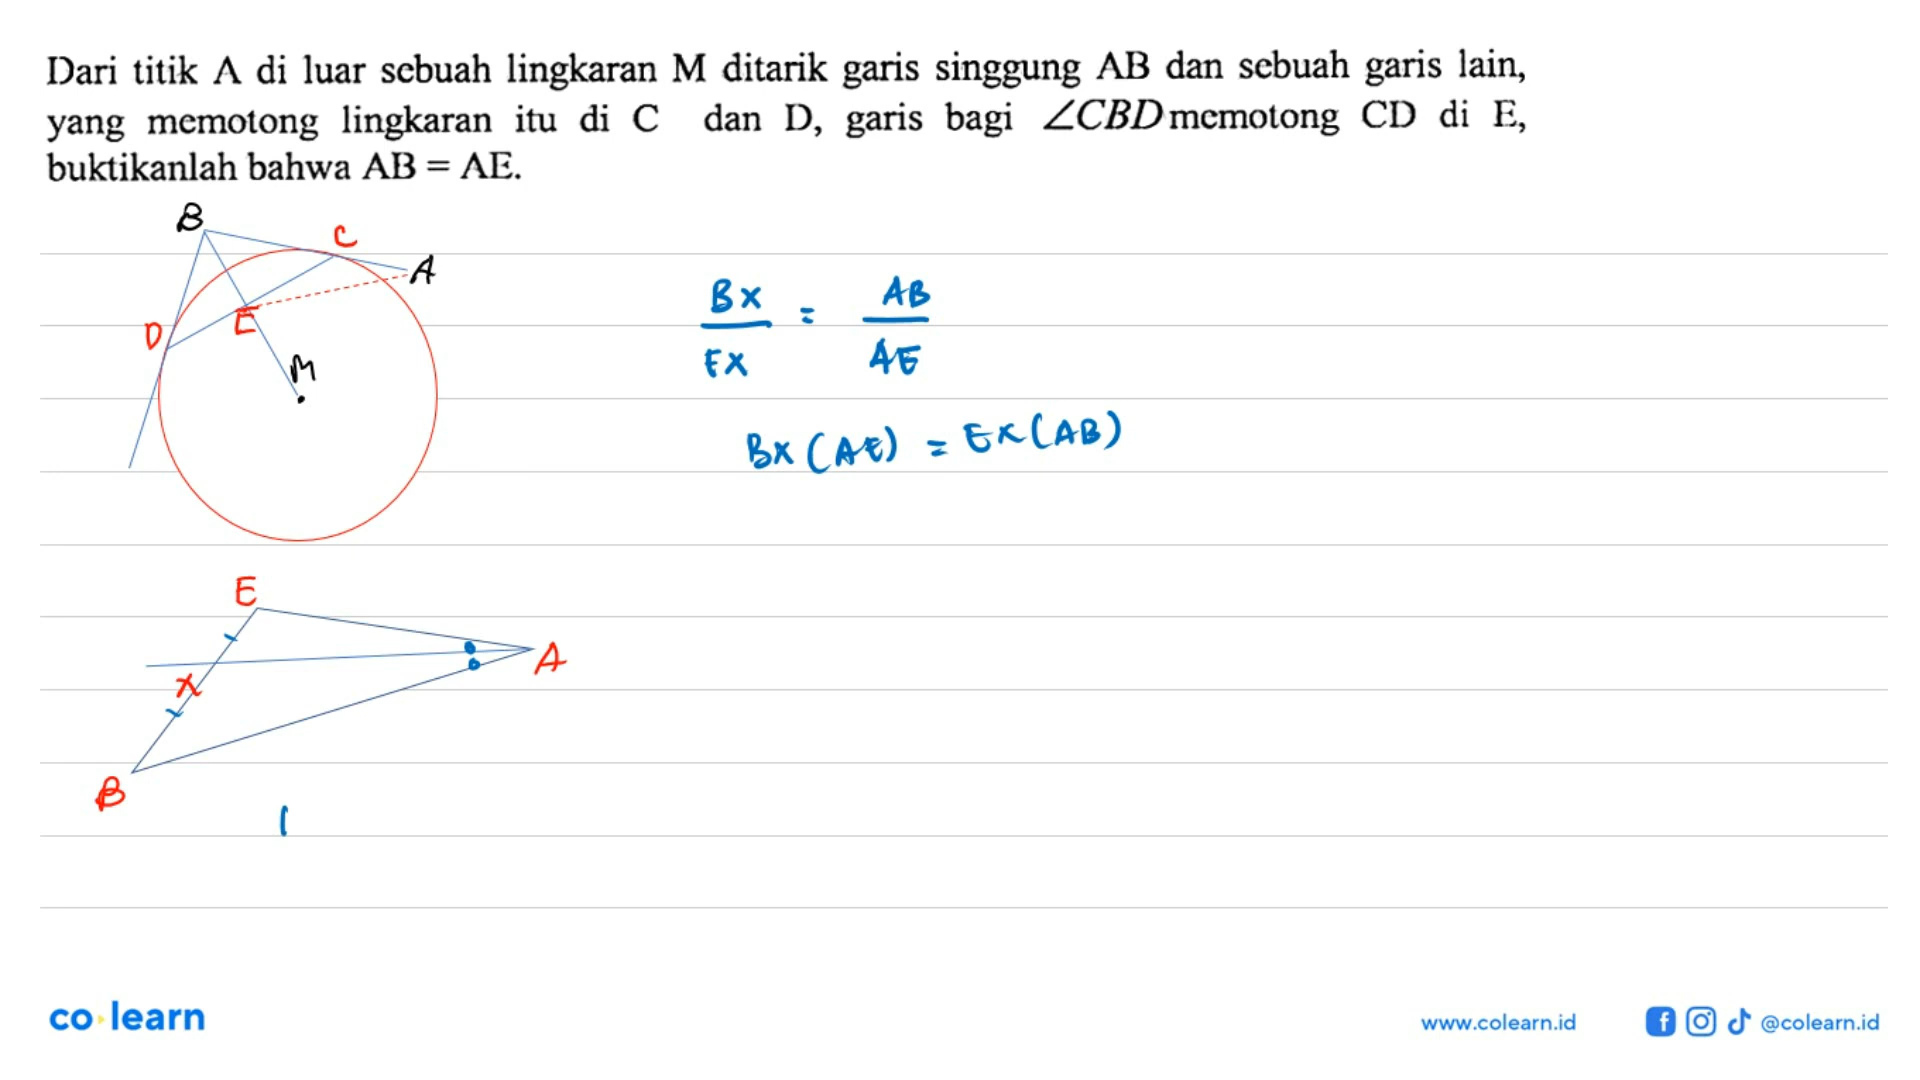 Dari titik A di luar sebuah lingkaran M ditarik garis singgung AB dan sebuah garis lain,
yang memotong lingkaran itu di C dan D, garis bagi ∠CBD memotong CD di E,
buktikanlah bahwa AB = AE.
B
C
A
D
E
M
BX/EX = AB/AE
BX (AE) = EX (AB)
E
A
X
B
co learn
www.colearn.id @colearn.id